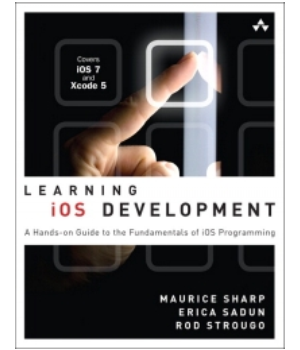 Covers
iOS 7
and
Xcode 5
LEARNING
iOS DEVELOPMENT
A Hands-on Guide to the Fundamentals of iOS Programming
MAURICE SHARP
ERICA SADUN
ROD STROUGO